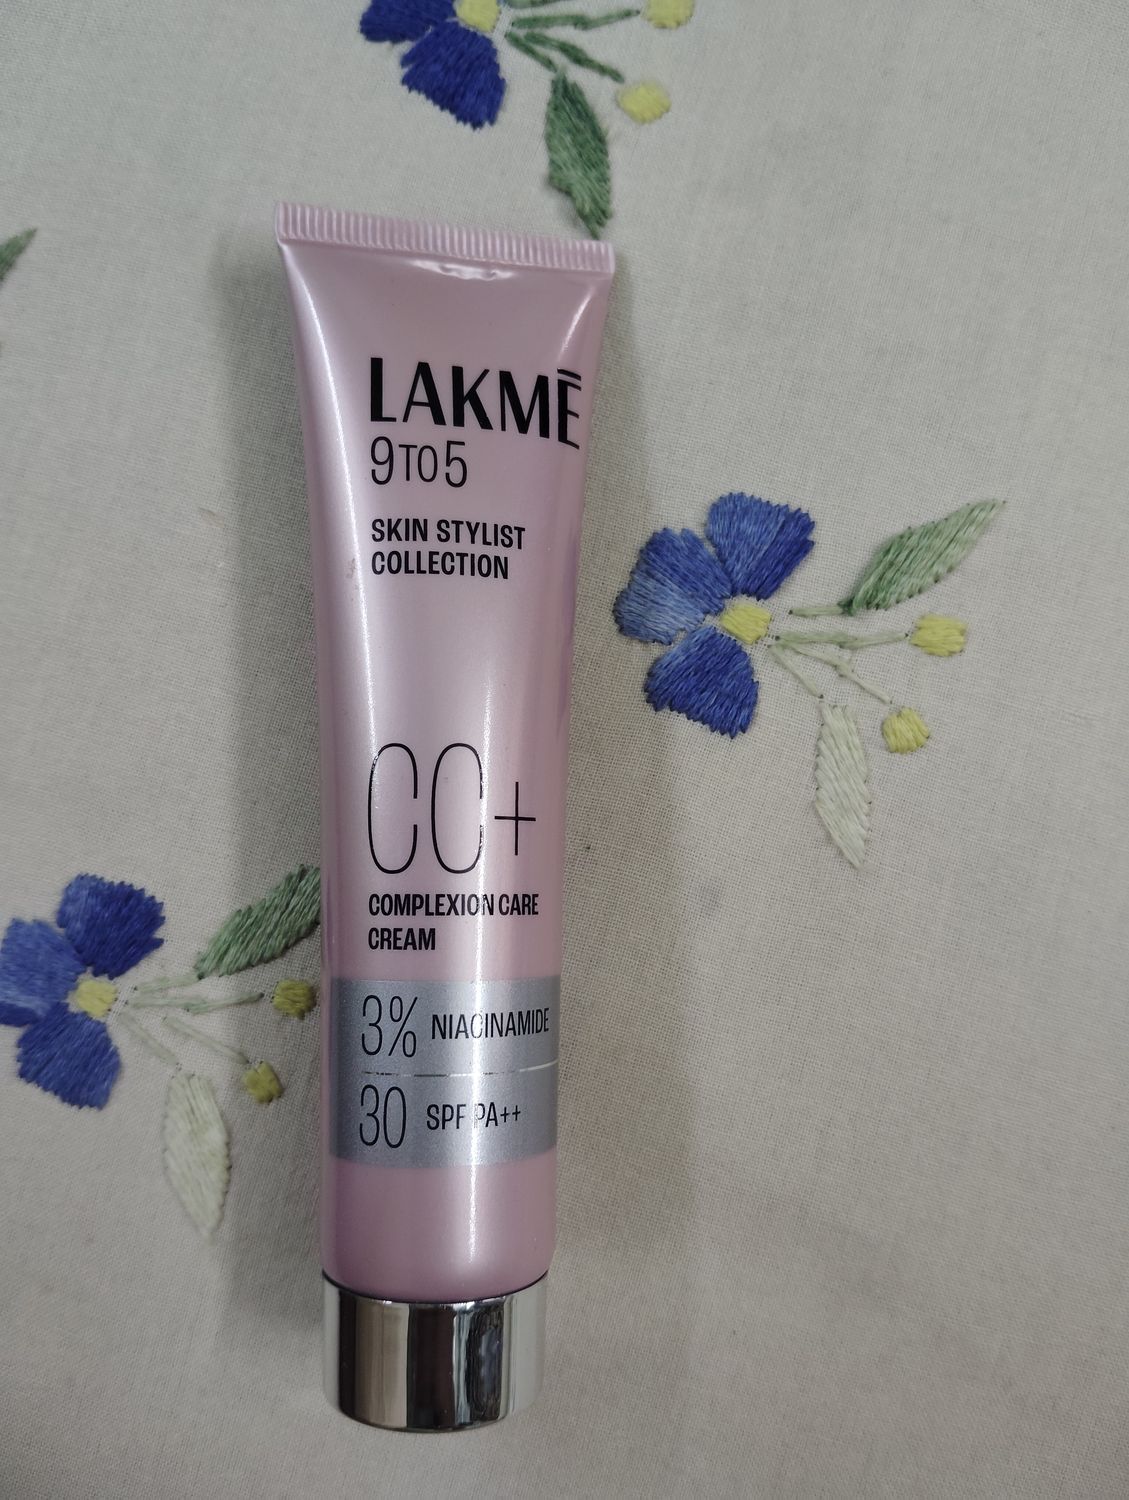 LAKMĒ
9TO5
SKIN STYLIST
COLLECTION
CC+
COMPLEXION CARE
CREAM
3% NIACINAMIDE
30 SPF PA++